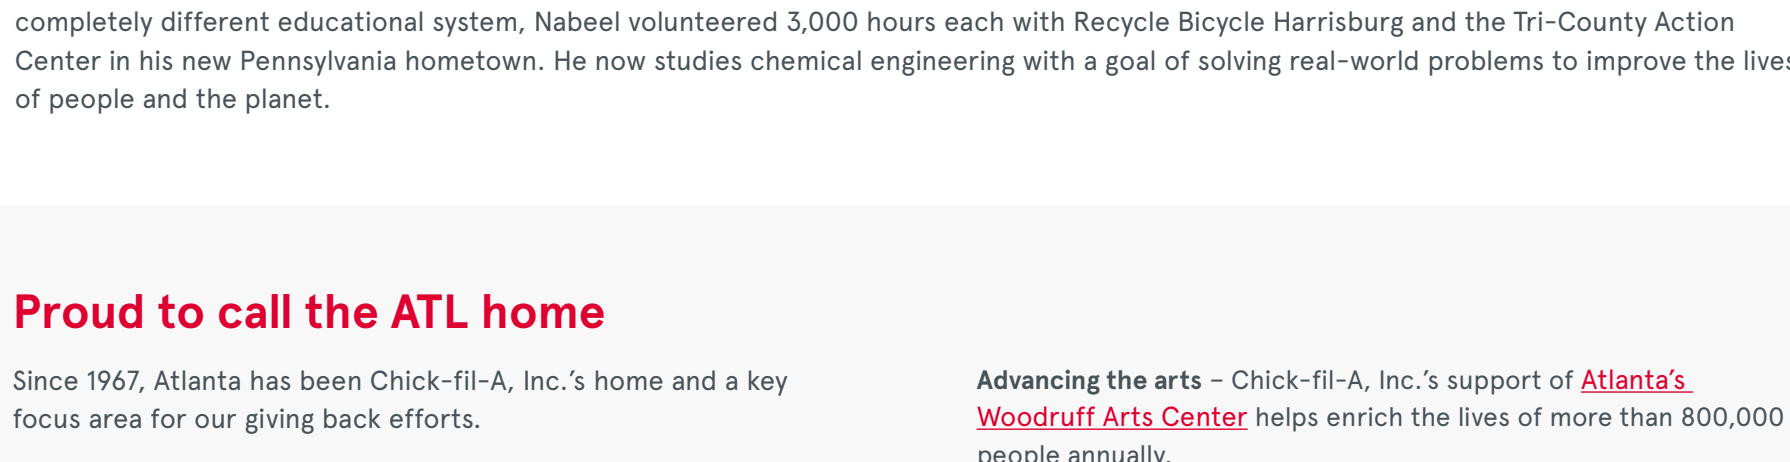 completely different educational system, Nabeel volunteered 3,000 hours each with Recycle Bicycle Harrisburg and the Tri-County Action
Center in his new Pennsylvania hometown. He now studies chemical engineering with a goal of solving real-world problems to improve the lives
of people and the planet.
Proud to call the ATL home
Since 1967, Atlanta has been Chick-fil-A, Inc.’s home and a key
focus area for our giving back efforts.
Advancing the arts – Chick-fil-A, Inc.’s support of Atlanta’s
Woodruff Arts Center helps enrich the lives of more than 800,000
people annually.